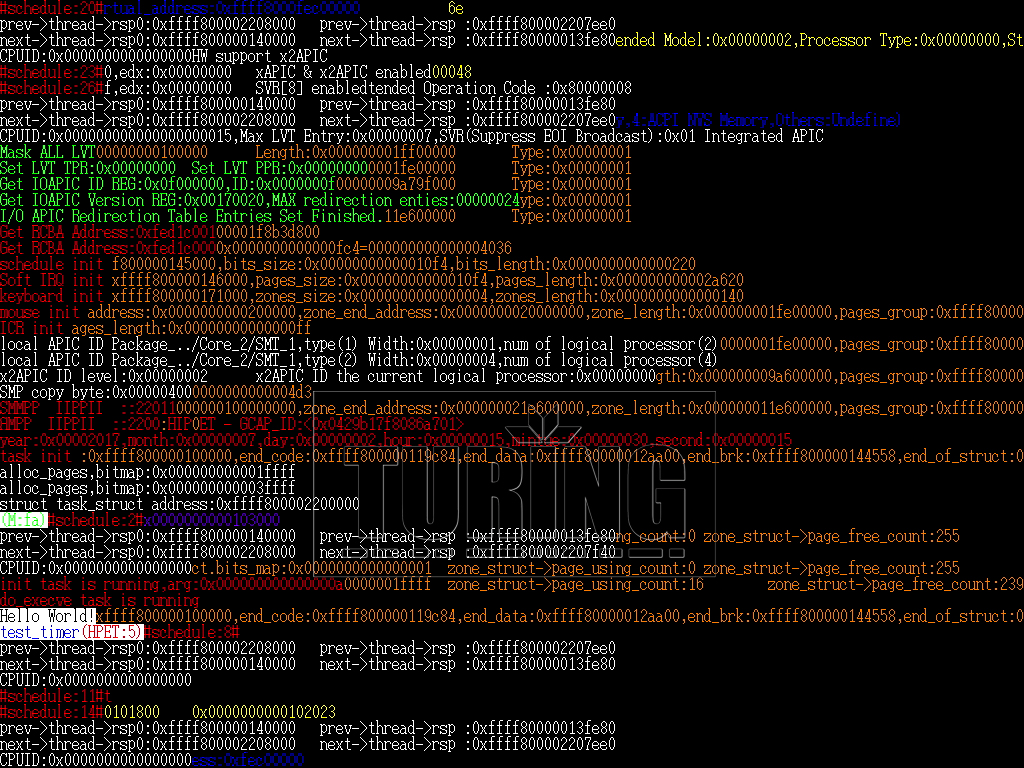 #schedule:20#rtual_address:0xffff8000fec00000 6e
prev->thread->rsp0:0xffff800002208000 prev->thread->rsp :0xffff800002207ee0
next->thread->rsp0:0xffff800000140000 next->thread->rsp :0xffff80000013fe80ended Model:0x00000002,Processor Type:0x00000000,St
CPUID:0x0000000000000000HW support x2APIC
#schedule:23#0,edx:0x00000000 xAPIC & x2APIC enabled00048
#schedule:26#f,edx:0x00000000 SVR[8] enabledtended Operation Code :0x80000008
prev->thread->rsp0:0xffff800000140000 prev->thread->rsp :0xffff80000013fe80
next->thread->rsp0:0xffff800002208000 next->thread->rsp :0xffff800002207ee0v,4:ACPI NVS Memory,Others:Undefine)
CPUID:0x0000000000000000015,Max LVT Entry:0x00000007,SVR(Suppress EOI Broadcast):0x01 Integrated APIC
Mask ALL LVT00000000100000 Length:0x000000001ff00000 Type:0x00000001
Set LVT TPR:0x00000000 Set LVT PPR:0x000000000001fe00000 Type:0x00000001
Get IOAPIC ID REG:0x0f000000,ID:0x0000000f00000009a79f000 Type:0x00000001
Get IOAPIC Version REG:0x00170020,MAX redirection enties:00000024ype:0x00000001
I/O APIC Redirection Table Entries Set Finished.11e600000 Type:0x00000001
Get RCBA Address:0xfed1c00100001f8b3d800
Get RCBA Address:0xfed1c0000x0000000000000fc4=000000000000004036
schedule init f800000145000,bits_size:0x00000000000010f4,bits_length:0x0000000000000220
Soft IRQ init xffff800000146000,pages_size:0x00000000000010f4,pages_length:0x000000000002a620
keyboard init xffff800000171000,zones_size:0x0000000000000004,zones_length:0x0000000000000140
mouse init address:0x0000000000200000,zone_end_address:0x0000000020000000,zone_length:0x000000001fe00000,pages_group:0xffff80000
ICR init ages_length:0x00000000000000ff
local APIC ID Package_../Core_2/SMT_1,type(1) Width:0x00000001,num of logical processor(2)0000001fe00000,pages_group:0xffff80000
local APIC ID Package_../Core_2/SMT_1,type(2) Width:0x00000004,num of logical processor(4)
x2APIC ID level:0x00000002 x2APIC ID the current logical processor:0x00000000gth:0x000000009a600000,pages_group:0xffff80000
SMP copy byte:0x000004000000000000004d3
SMMPP IIPPII ::22011000000100000000,zone_end_address:0x000000021e600000,zone_length:0x000000011e600000,pages_group:0xffff80000
year:0x00002017,month:0x00000007,hour:0x00000015,second:0x00000015
task init :0xffff800000100000,end_code:0xffff800000119c84,end_data:0xffff80000012aa00,end_brk:0xffff800000144558,end_of_struct:0
alloc_pages,bitmap:0x000000000001ffff
alloc_pages,bitmap:0x000000000003ffff
struct task_struct address:0xffff800002200000
TURING
(M:fa)#schedule:2#x0000000000103000
prev->thread->rsp0:0xffff800000140000 prev->thread->rsp :0xffff80000013fe80ng_count:0 zone_struct->page_free_count:255
next->thread->rsp0:0xffff800002208000 next->thread->rsp :0xffff800002207f40
CPUID:0x0000000000000000ct.bits_map:0x0000000000000001 zone_struct->page_using_count:0 zone_struct->page_free_count:255
init task is running,arg:0x000000000000000a0000001ffff zone_struct->page_using_count:16 zone_struct->page_free_count:239
do_execve task is running
Hello World!xffff800000100000,end_code:0xffff800000119c84,end_data:0xffff80000012aa00,end_brk:0xffff800000144558,end_of_struct:0
test_timer(HPET:5)#schedule:8#
prev->thread->rsp0:0xffff800002208000 prev->thread->rsp :0xffff800002207ee0
next->thread->rsp0:0xffff800000140000 next->thread->rsp :0xffff80000013fe80
CPUID:0x0000000000000000
#schedule:11#t
#schedule:14#0101800 0x0000000000102023
prev->thread->rsp0:0xffff800000140000 prev->thread->rsp :0xffff80000013fe80
next->thread->rsp0:0xffff800002208000 next->thread->rsp :0xffff800002207ee0
CPUID:0x0000000000000000ess:0xfec00000